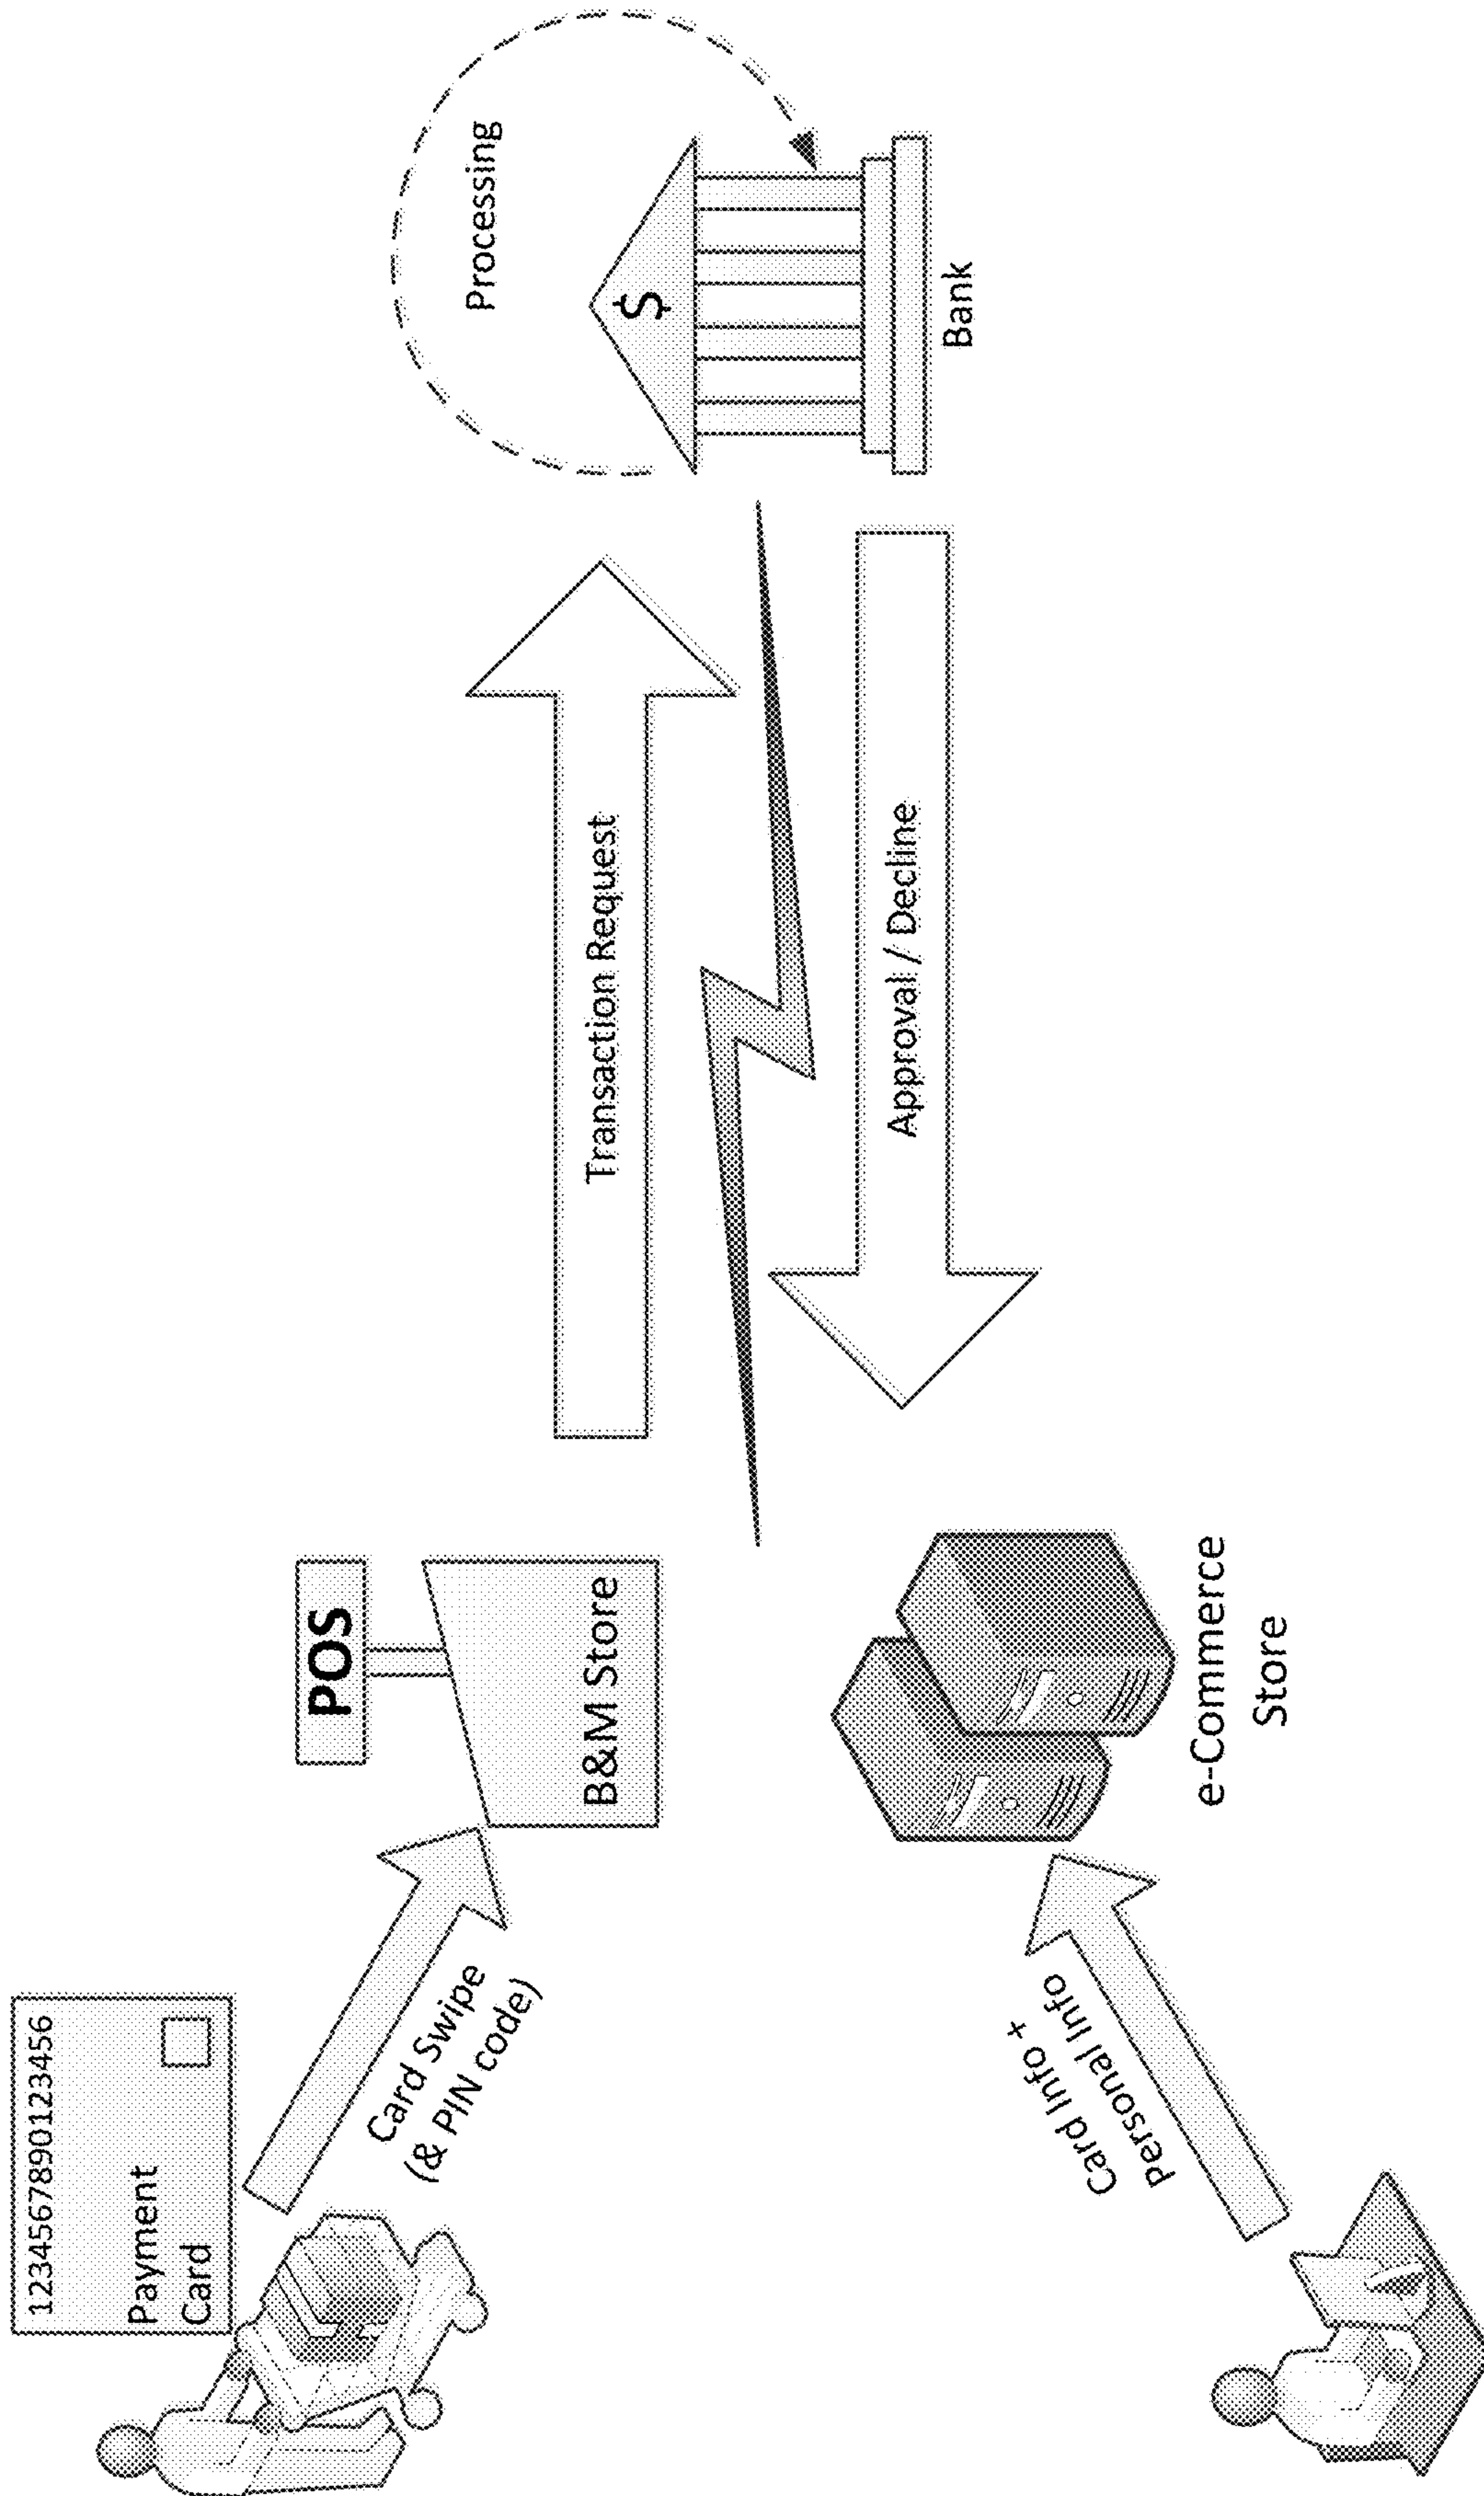 1234567890123456
Payment
Card
Card Swipe
(& PIN code)
POS
B&M Store
Transaction Request
Processing
$
Bank
Approval / Decline
Card Info +
Personal Info
e-Commerce
Store